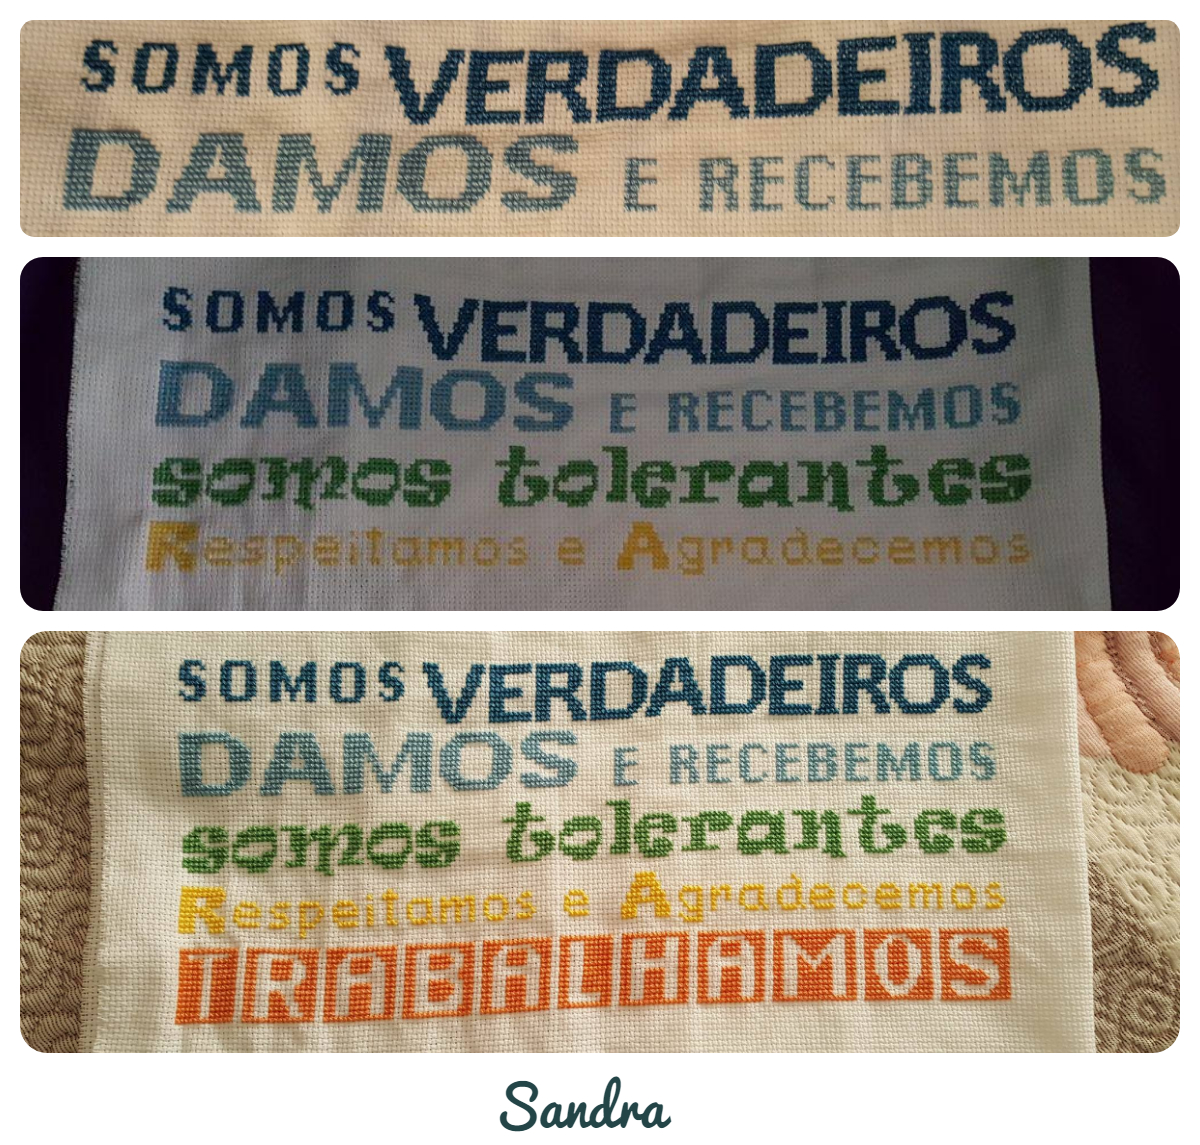 SOMOS VERDADEIROS
DAMOS E RECEBEMOS
SOMOS VERDADEIROS
DAMOS E RECEBEMOS
somos tolerantes
Respeitamos e Agradecemos
SOMOS VERDADEIROS
DAMOS E RECEBEMOS
somos tolerantes
Respeitamos e Agradecemos
TRABALHAMOS
Sandra